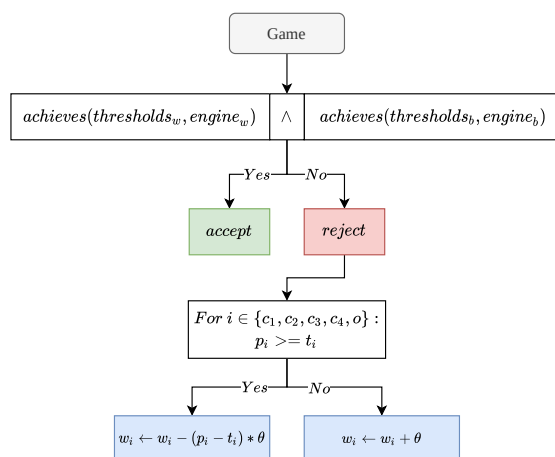 Game
achieves(thresholds_w, engine_w) ∧ achieves(thresholds_b, engine_b)
Yes No
accept reject
For i ∈ {c_1, c_2, c_3, c_4, o} :
p_i >= t_i
Yes No
w_i ← w_i − (p_i − t_i) * θ w_i ← w_i + θ